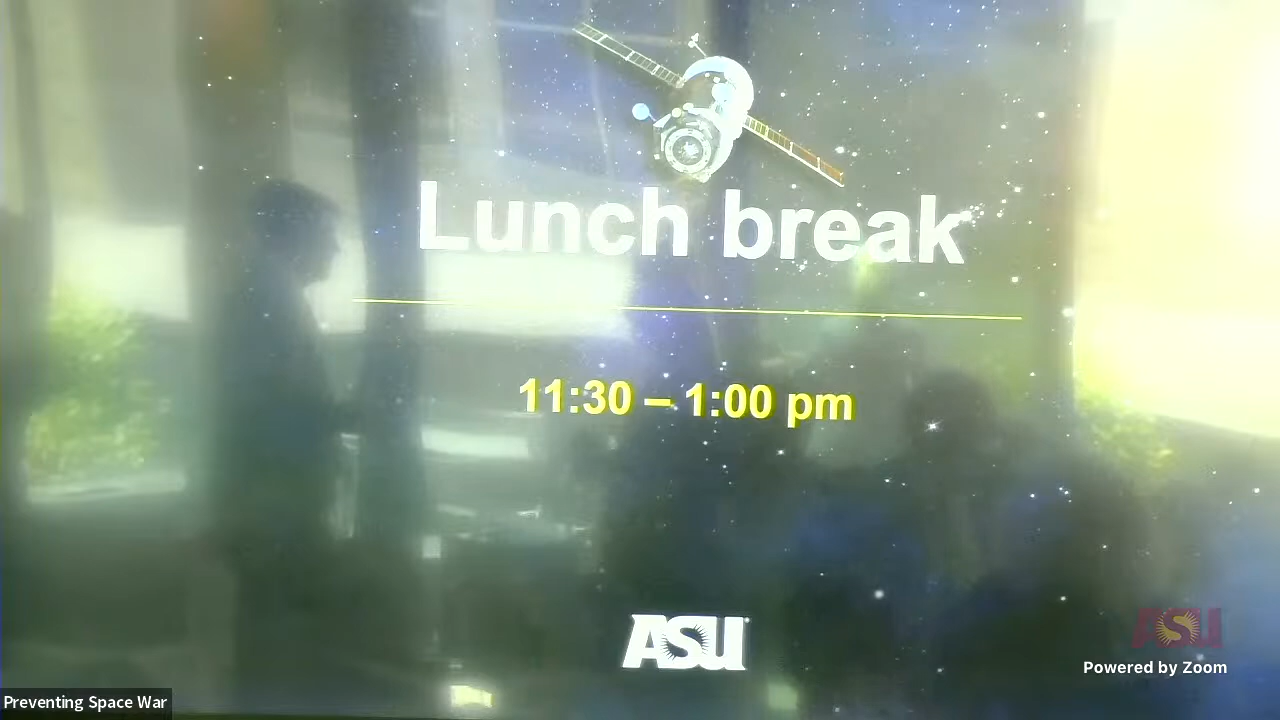 Lunch break
11:30 – 1:00 pm
ASU
ASU
Powered by Zoom
Preventing Space War